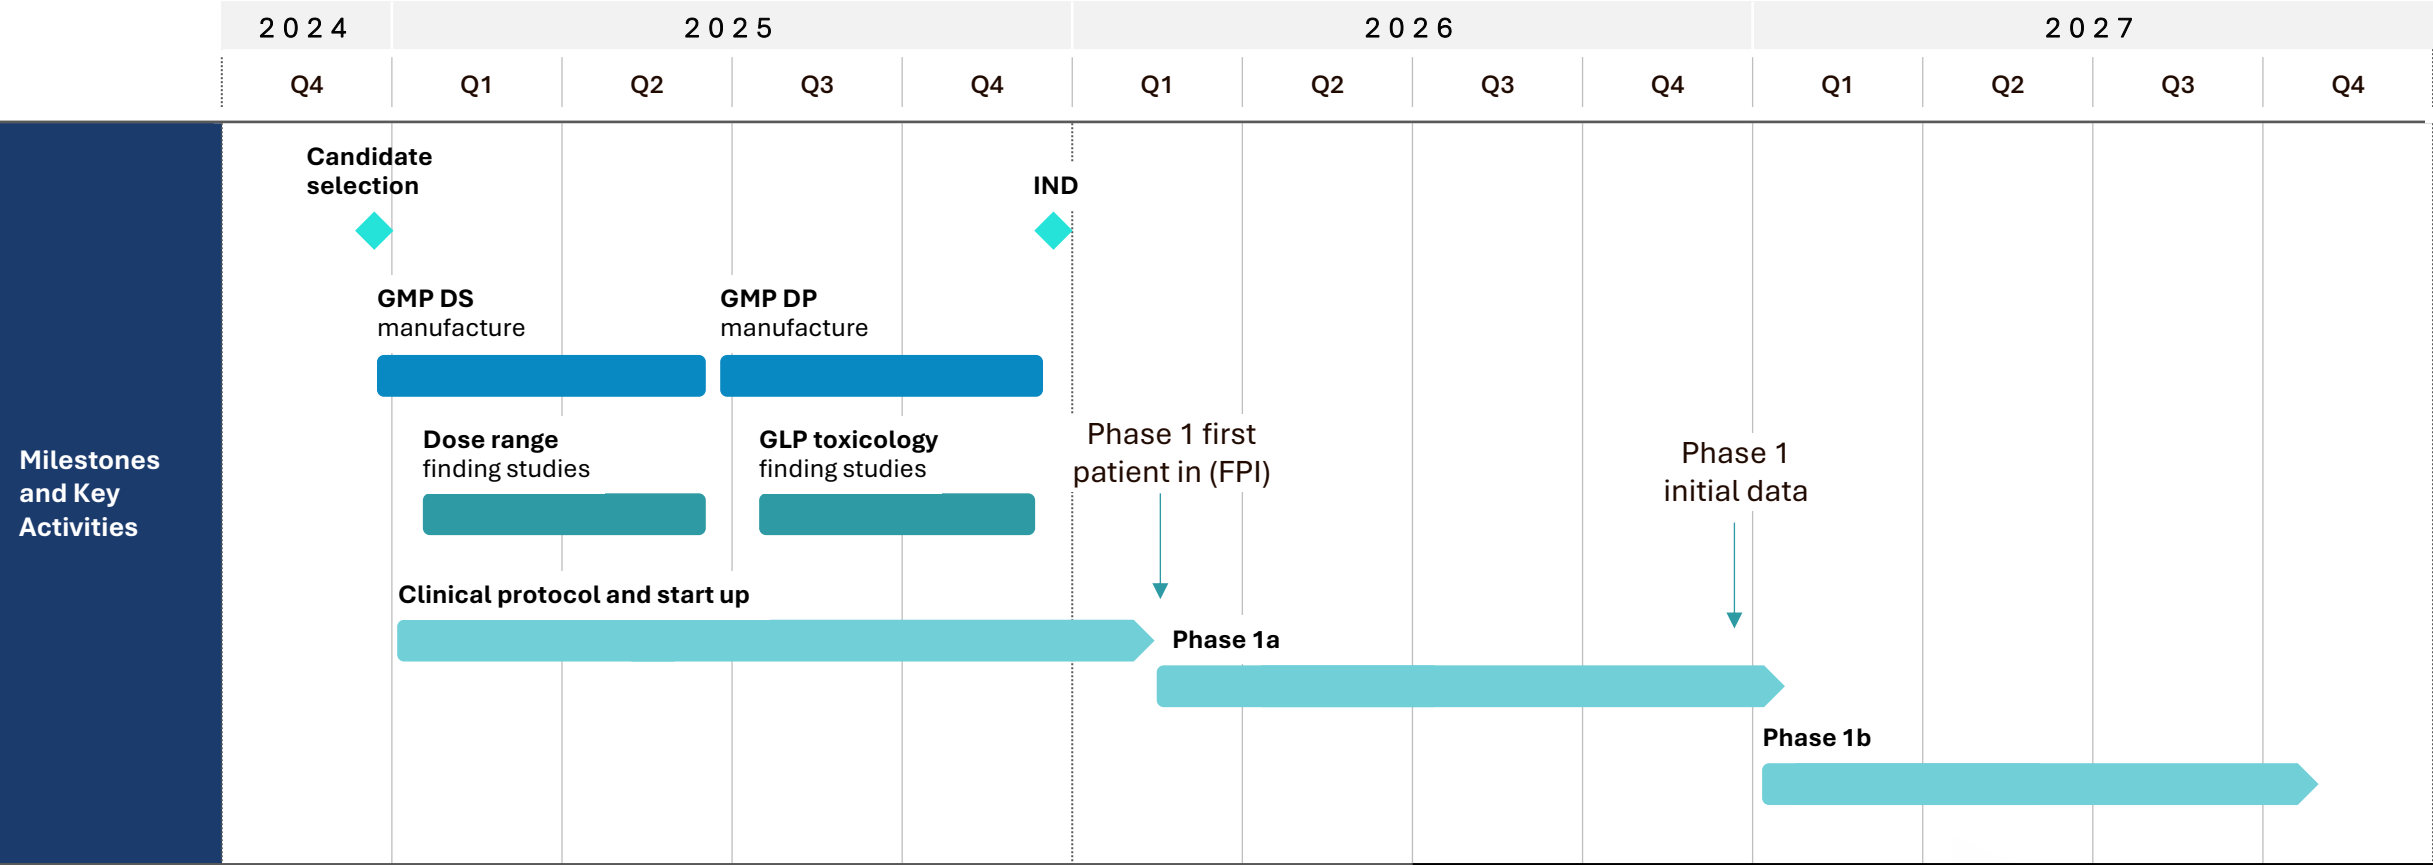 2024 2025 2026 2027
Q4 Q1 Q2 Q3 Q4 Q1 Q2 Q3 Q4 Q1 Q2 Q3 Q4
Milestones
and Key
Activities
Candidate
selection
IND
GMP DS
manufacture
GMP DP
manufacture
Dose range
finding studies
GLP toxicology
finding studies
Phase 1 first
patient in (FPI)
Phase 1
initial data
Clinical protocol and start up
Phase 1a
Phase 1b